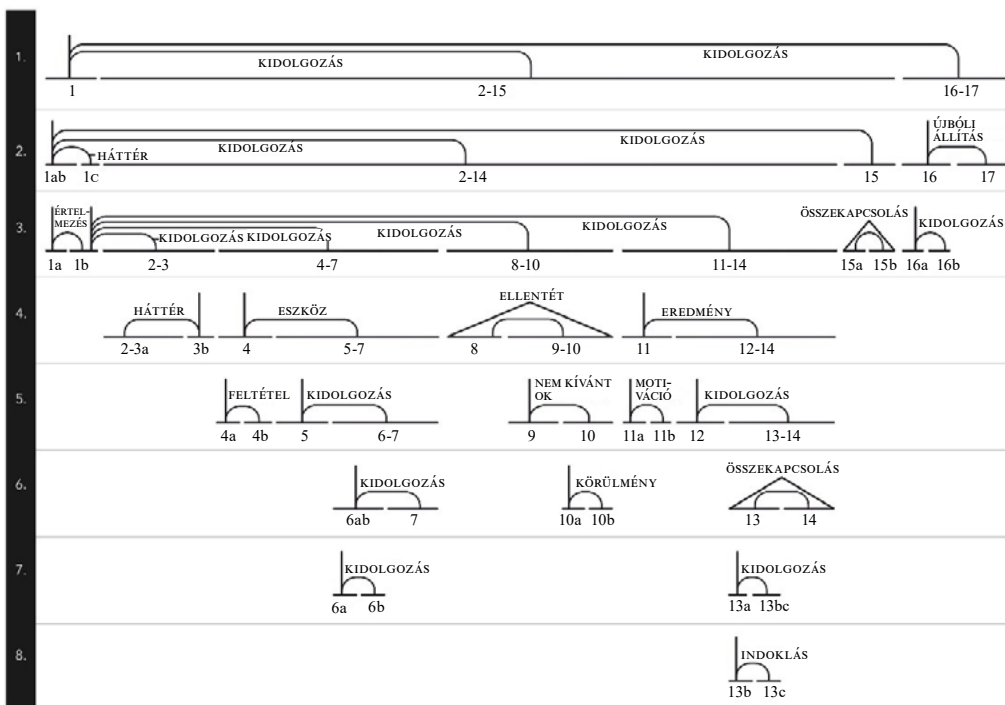 1.
KIDOLGOZÁS KIDOLGOZÁS
1 2-15 16-17
2.
HÁTTÉR KIDOLGOZÁS KIDOLGOZÁS ÚJBÓLI
ÁLLÍTÁS
1ab 1c 2-14 15 16 17
3.
ÉRTEL-
MEZÉS KIDOLGOZÁS KIDOLGOZÁS KIDOLGOZÁS KIDOLGOZÁS ÖSSZEKAPCSOLÁS KIDOLGOZÁS
1a 1b 2-3 4-7 8-10 11-14 15a 15b 16a 16b
4.
HÁTTÉR ESZKÖZ ELLENTÉT EREDMÉNY
2-3a 3b 4 5-7 8 9-10 11 12-14
5.
FELTÉTEL KIDOLGOZÁS NEM KÍVÁNT
OK MOTI-
VÁCIÓ KIDOLGOZÁS
4a 4b 5 6-7 9 10 11a 11b 12 13-14
6.
KIDOLGOZÁS KÖRÜLMÉNY ÖSSZEKAPCSOLÁS
6ab 7 10a 10b 13 14
7.
KIDOLGOZÁS KIDOLGOZÁS
6a 6b 13a 13bc
8.
INDOKLÁS
13b 13c